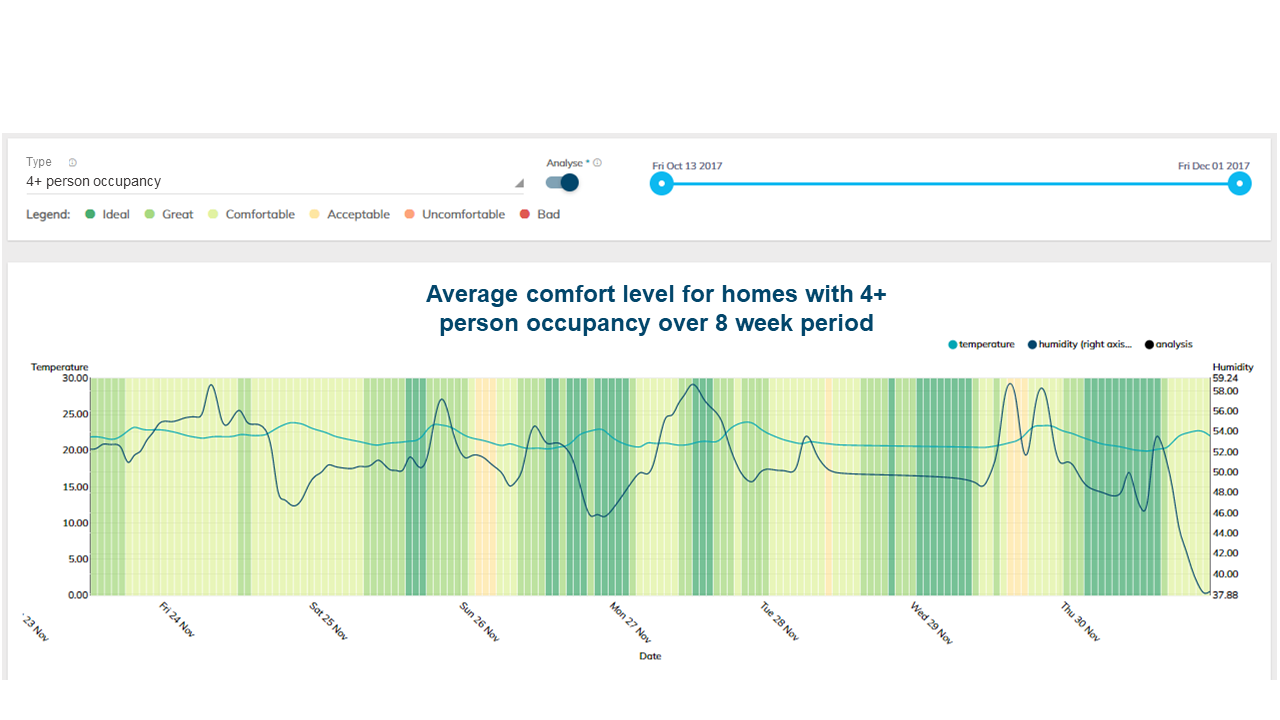 Type
4+ person occupancy
Analyse *
Fri Oct 13 2017
Fri Dec 01 2017
Legend: Ideal Great Comfortable Acceptable Uncomfortable Bad
Average comfort level for homes with 4+
person occupancy over 8 week period
temperature humidity (right axis... analysis
Temperature
Humidity
30.00
25.00
20.00
15.00
10.00
5.00
0.00
59.24
58.00
56.00
54.00
52.00
50.00
48.00
46.00
44.00
42.00
40.00
37.88
23 Nov
Fri 24 Nov
Sat 25 Nov
Sun 26 Nov
Mon 27 Nov
Tue 28 Nov
Wed 29 Nov
Thu 30 Nov
Date